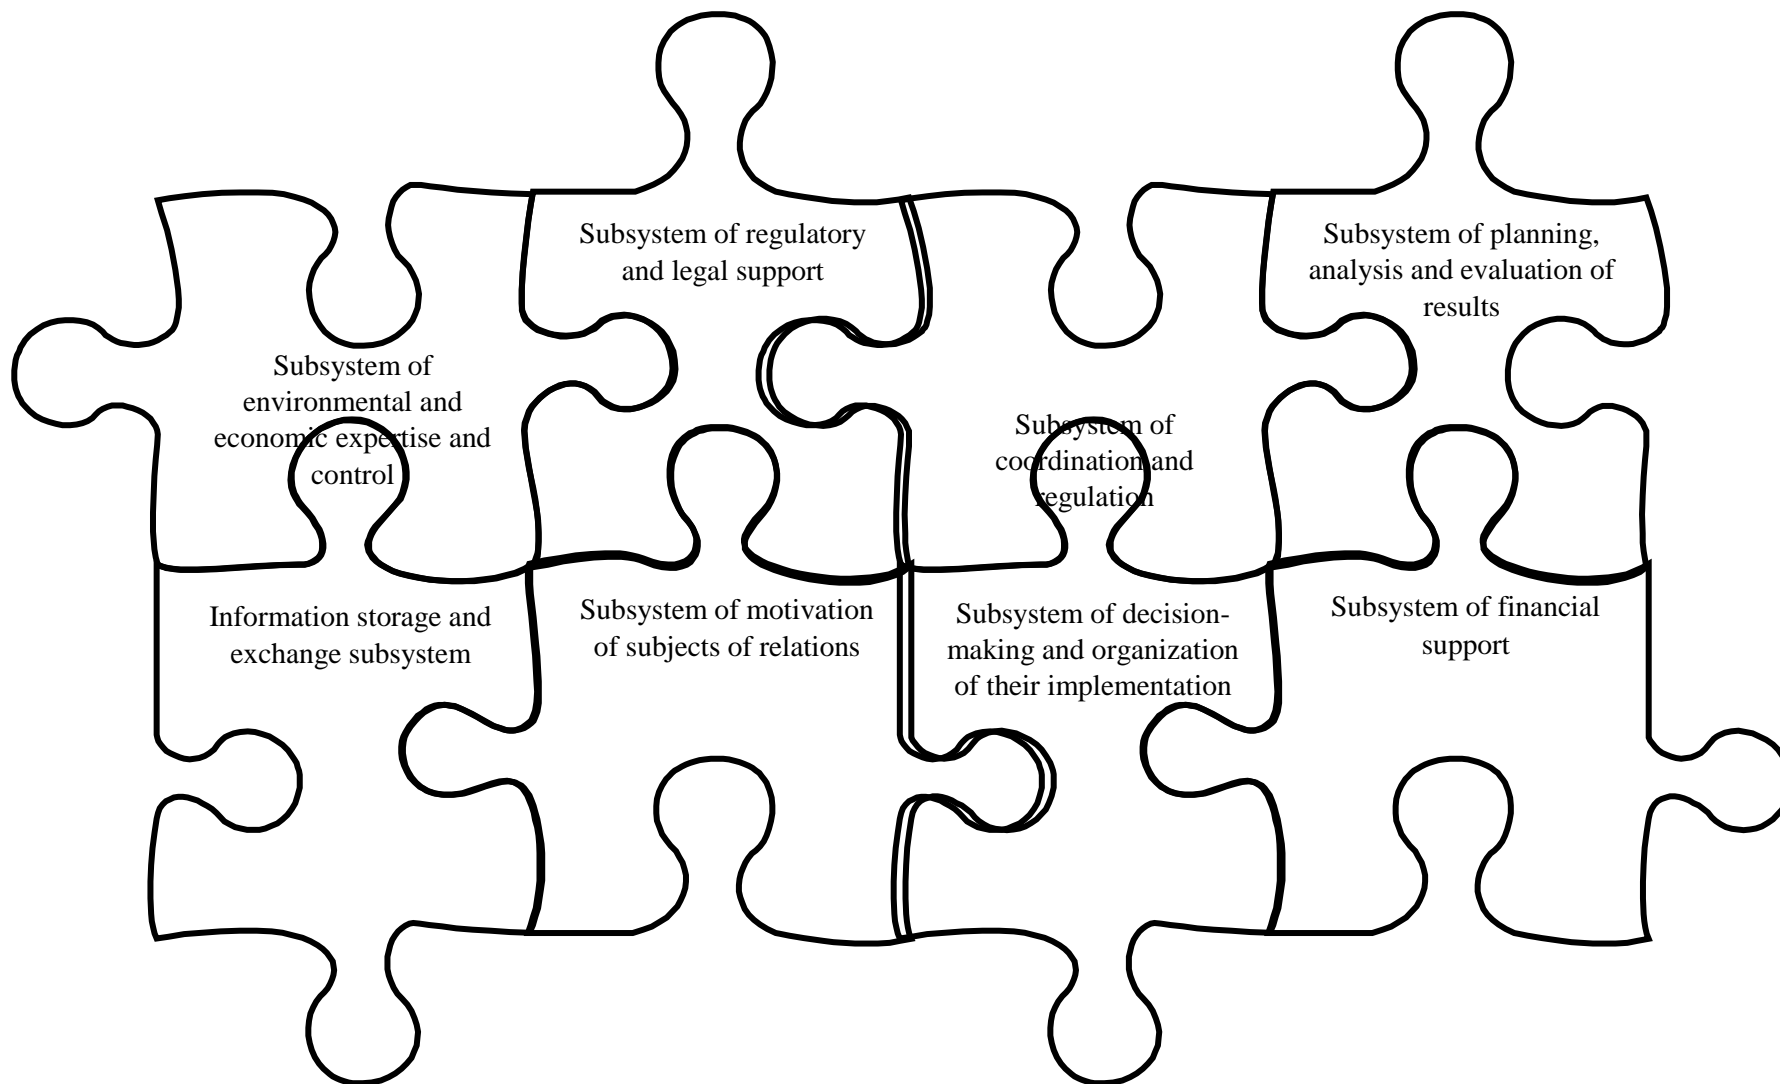 Subsystem of
environmental and
economic expertise and
control
Subsystem of regulatory
and legal support
Subsystem of
coordination and
regulation
Subsystem of planning,
analysis and evaluation of
results
Information storage and
exchange subsystem
Subsystem of motivation
of subjects of relations
Subsystem of decision-
making and organization
of their implementation
Subsystem of financial
support